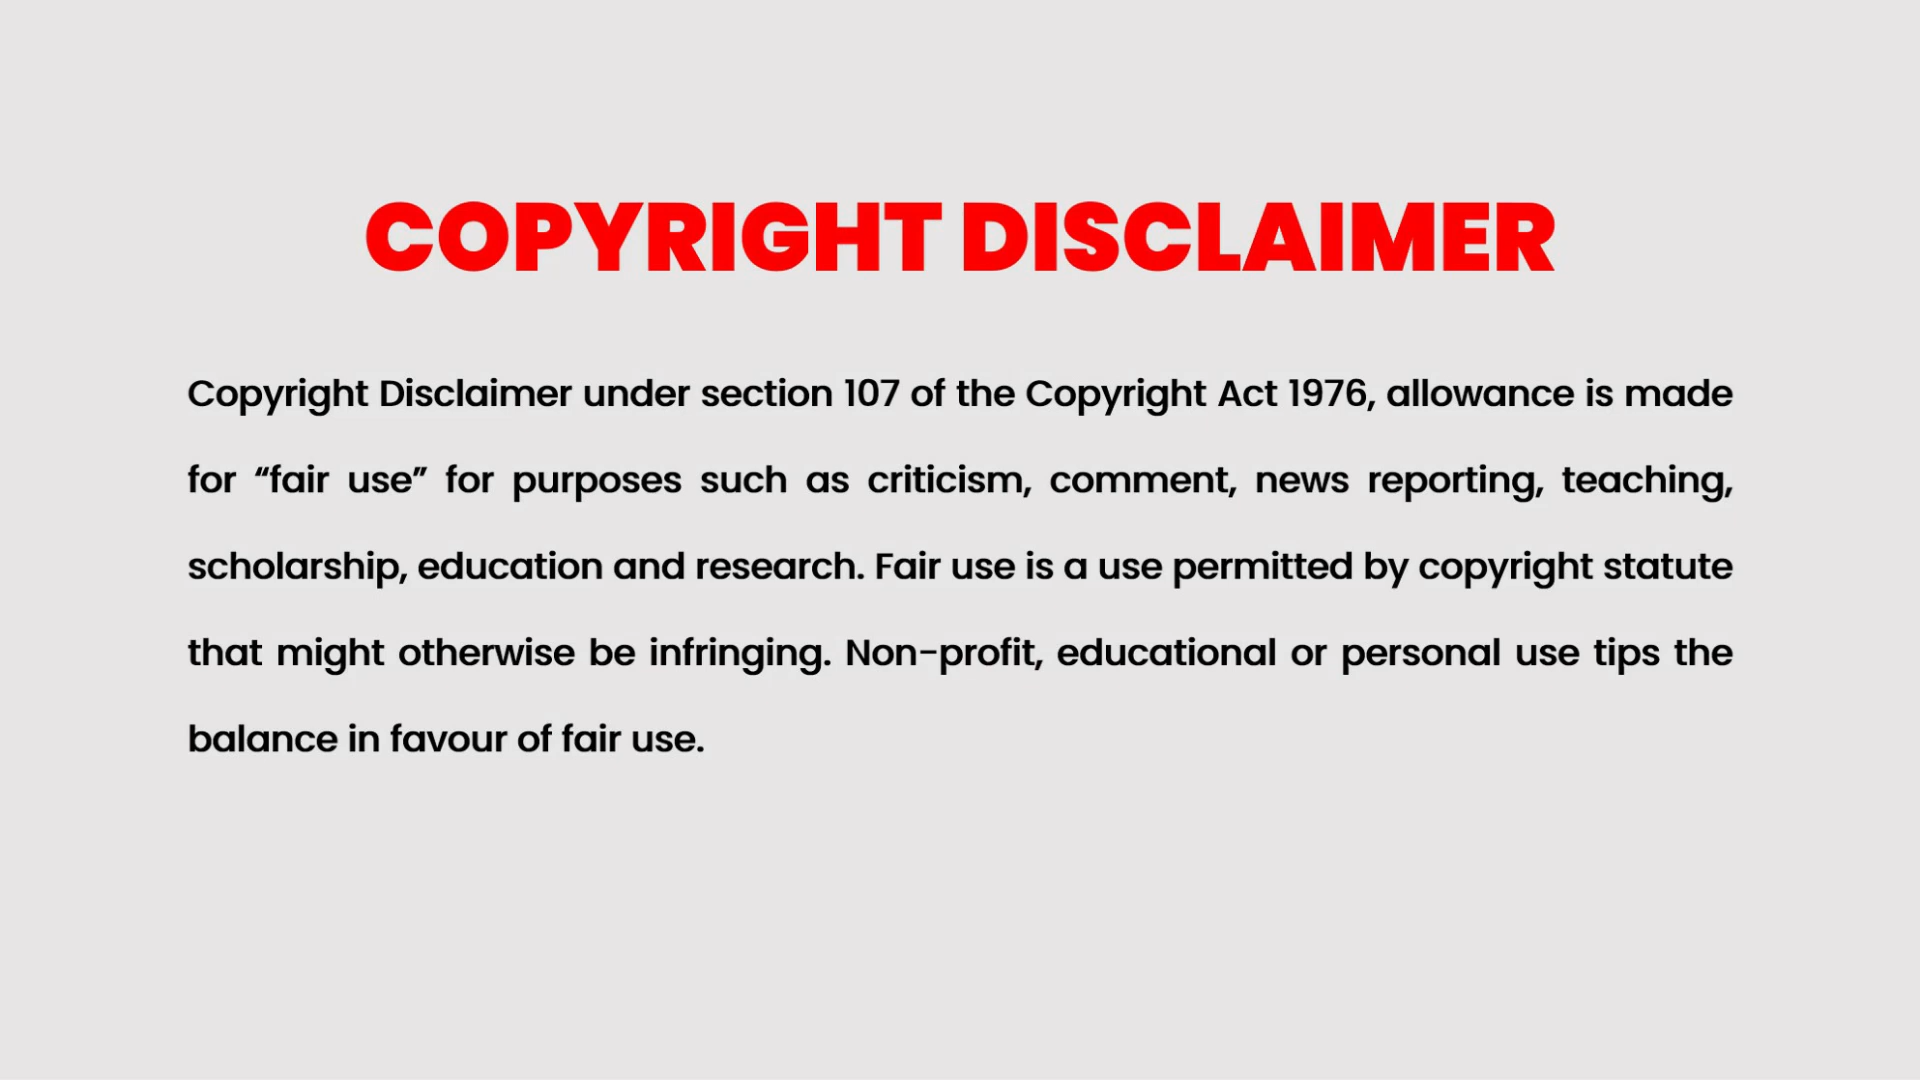 COPYRIGHT DISCLAIMER
Copyright Disclaimer under section 107 of the Copyright Act 1976, allowance is made
for “fair use” for purposes such as criticism, comment, news reporting, teaching,
scholarship, education and research. Fair use is a use permitted by copyright statute
that might otherwise be infringing. Non-profit, educational or personal use tips the
balance in favour of fair use.